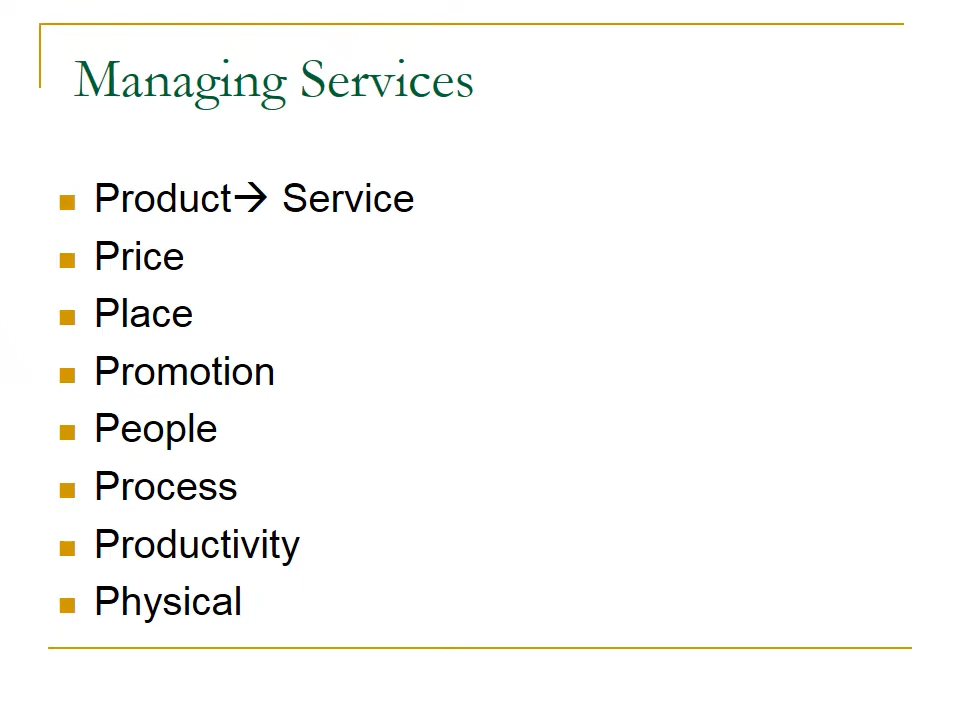 Managing Services
Product→ Service
Price
Place
Promotion
People
Process
Productivity
Physical